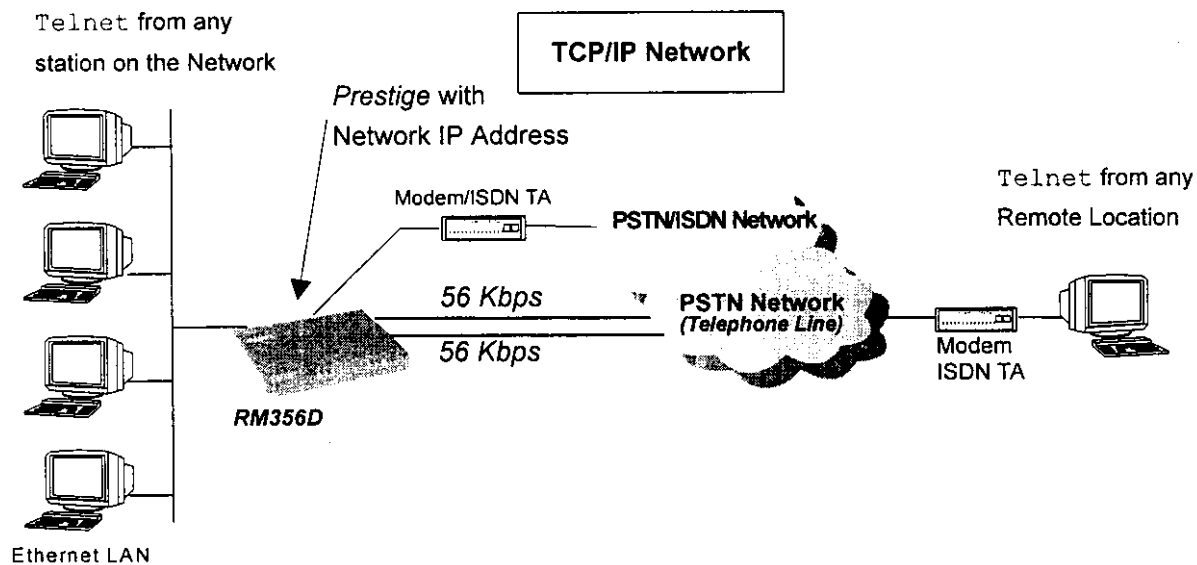 Telnet from any
station on the Network
TCP/IP Network
Prestige with
Network IP Address
Modem/ISDN TA
PSTN/ISDN Network
Telnet from any
Remote Location
56 Kbps
56 Kbps
PSTN Network
(Telephone Line)
Modem
ISDN TA
RM356D
Ethernet LAN